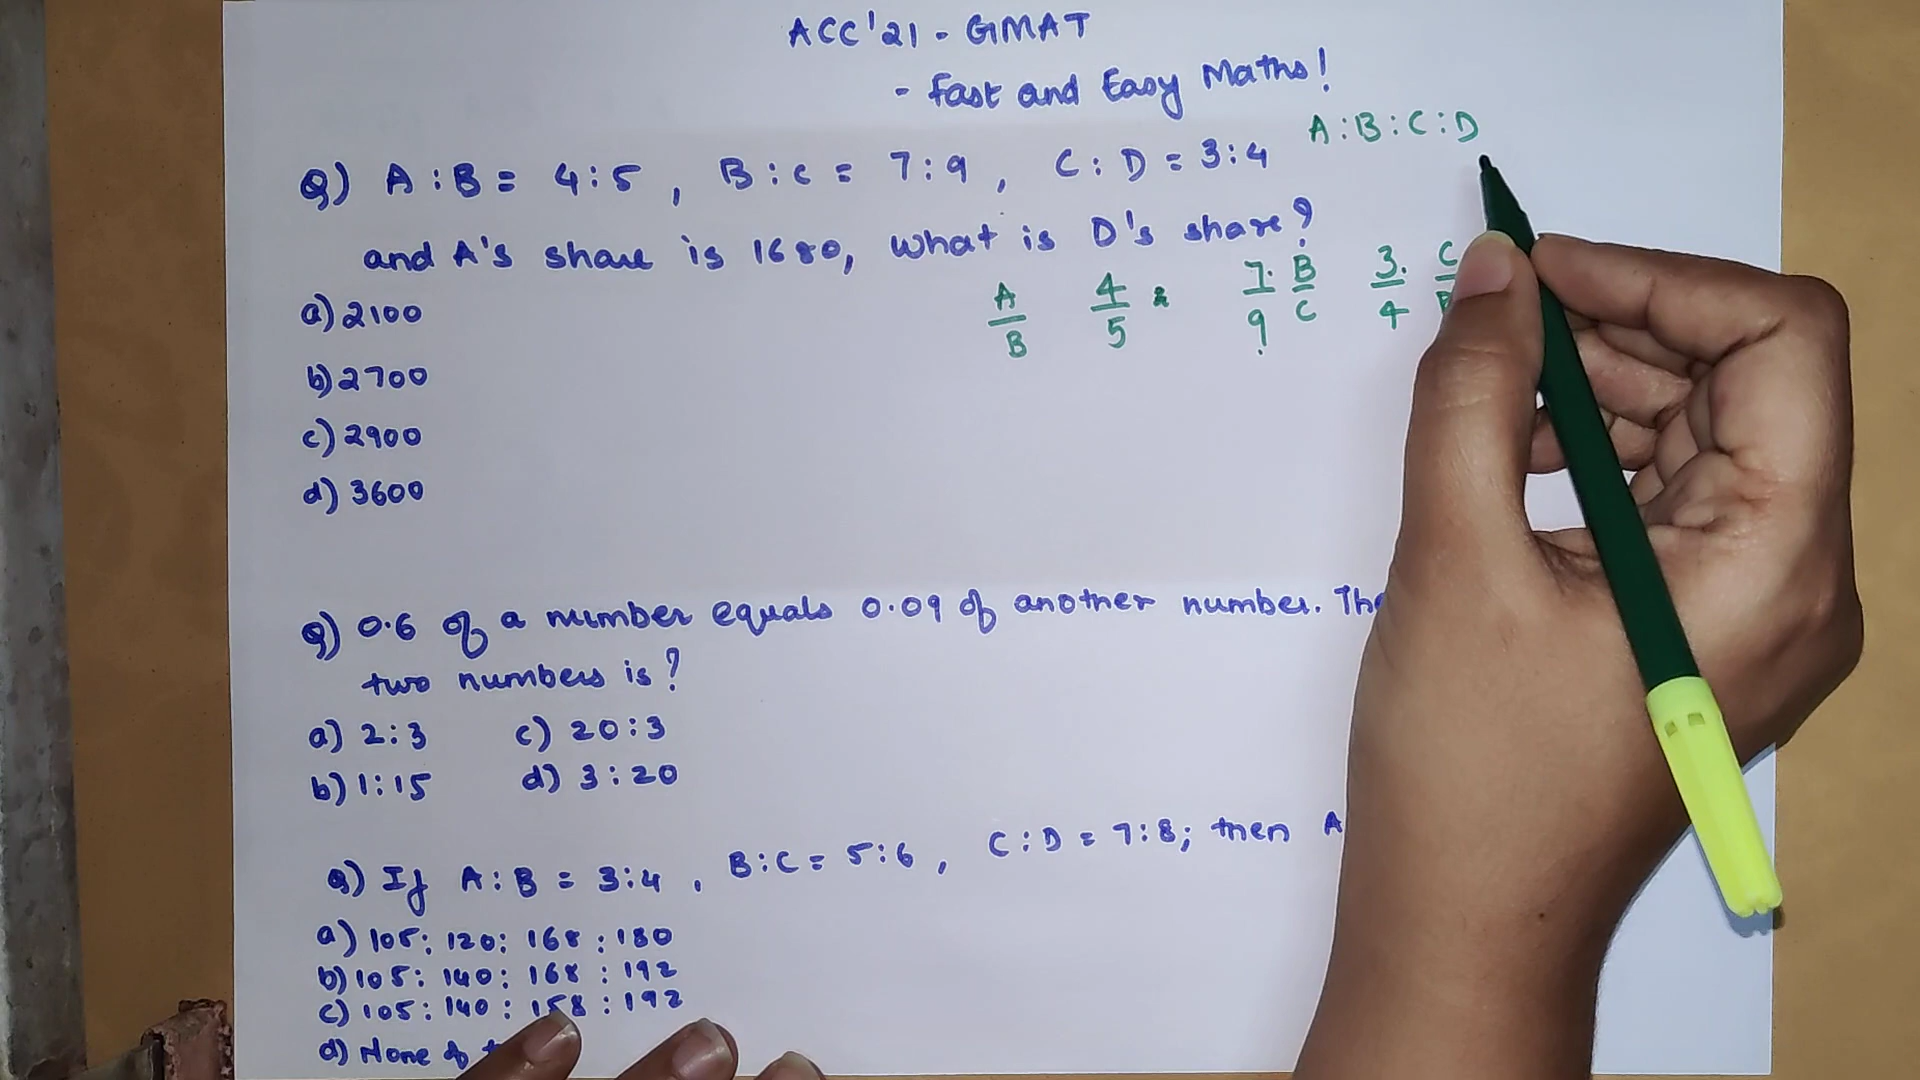 ACC'21 - GMAT
- Fast and Easy Maths!
A:B:C:D
Q) A:B = 4:5, B:C = 7:9, C:D = 3:4
and A's share is 1680, what is D's share?
A/B 4/5 7/9 B/C 3/4 C
a) 2100
b) 2700
c) 2900
d) 3600
Q) 0.6 of a number equals 0.09 of another number. The
two numbers is?
a) 2:3 c) 20:3
b) 1:15 d) 3:20
Q) If A:B = 3:4, B:C = 5:6, C:D = 7:8; then A
a) 105:120:168:180
b) 105:140:168:192
c) 105:140:158:192
d) None of